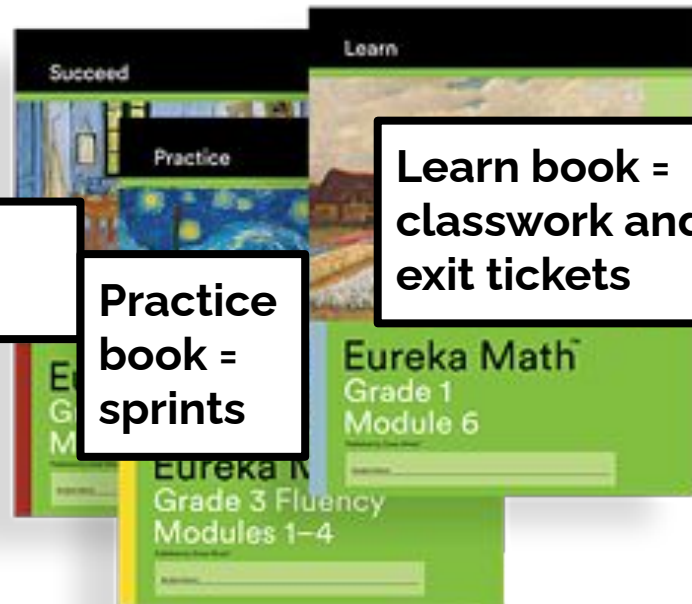 Succeed
Learn
Practice
Learn book =
classwork and
exit tickets
Practice
book =
sprints
Eureka Math™
Grade 1
Module 6
Eureka
Grade 3 Fluency
Modules 1–4